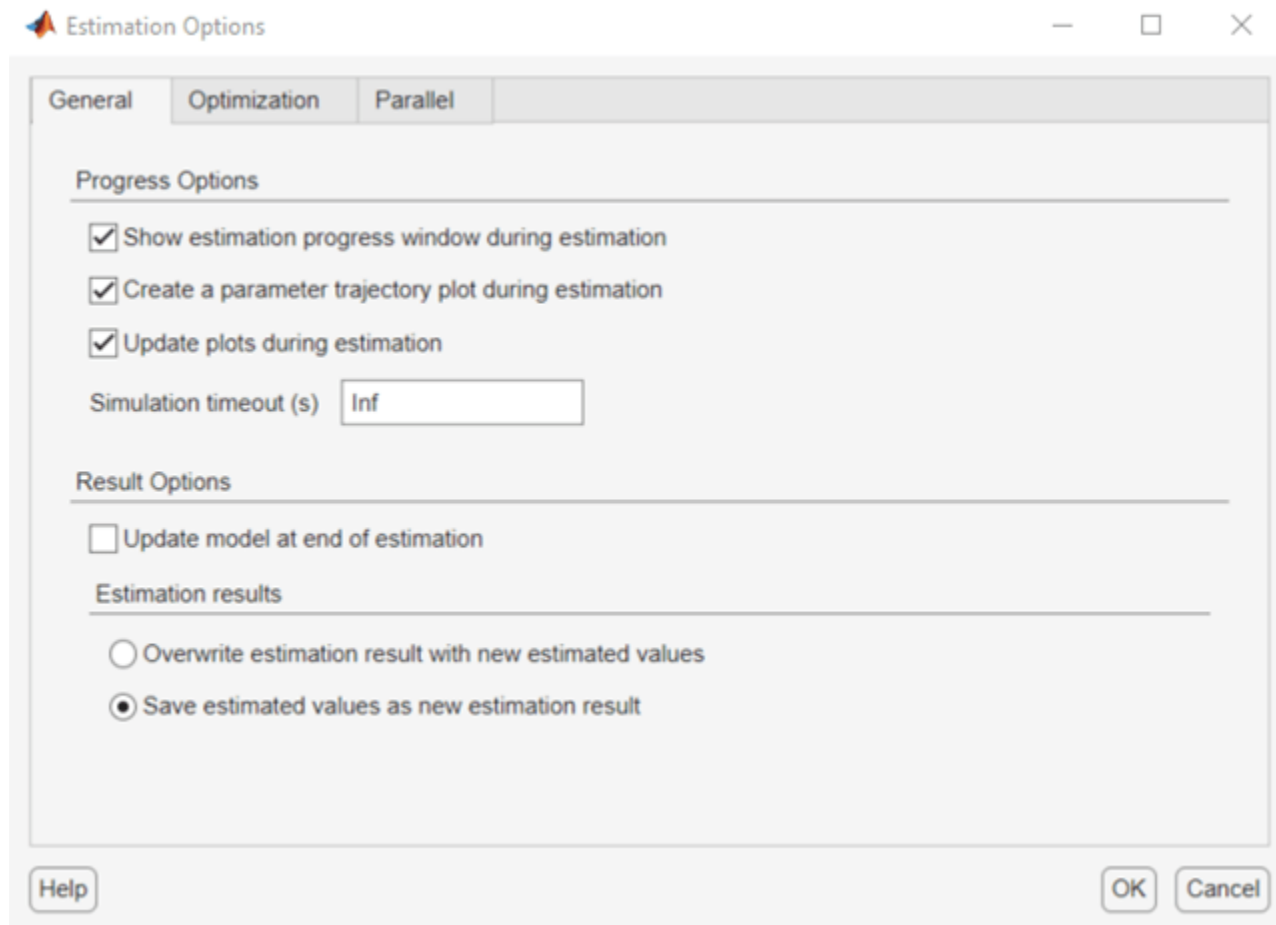 Estimation Options
General Optimization Parallel
Progress Options
Show estimation progress window during estimation
Create a parameter trajectory plot during estimation
Update plots during estimation
Simulation timeout (s) Inf
Result Options
Update model at end of estimation
Estimation results
Overwrite estimation result with new estimated values
Save estimated values as new estimation result
Help OK Cancel